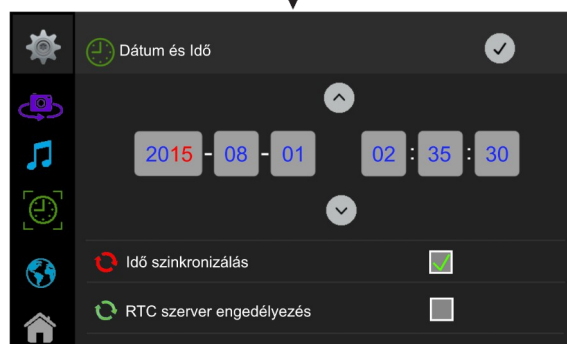 Dátum és Idő
2015-08-01 02:35:30
Idő szinkronizálás
RTC szerver engedélyezés